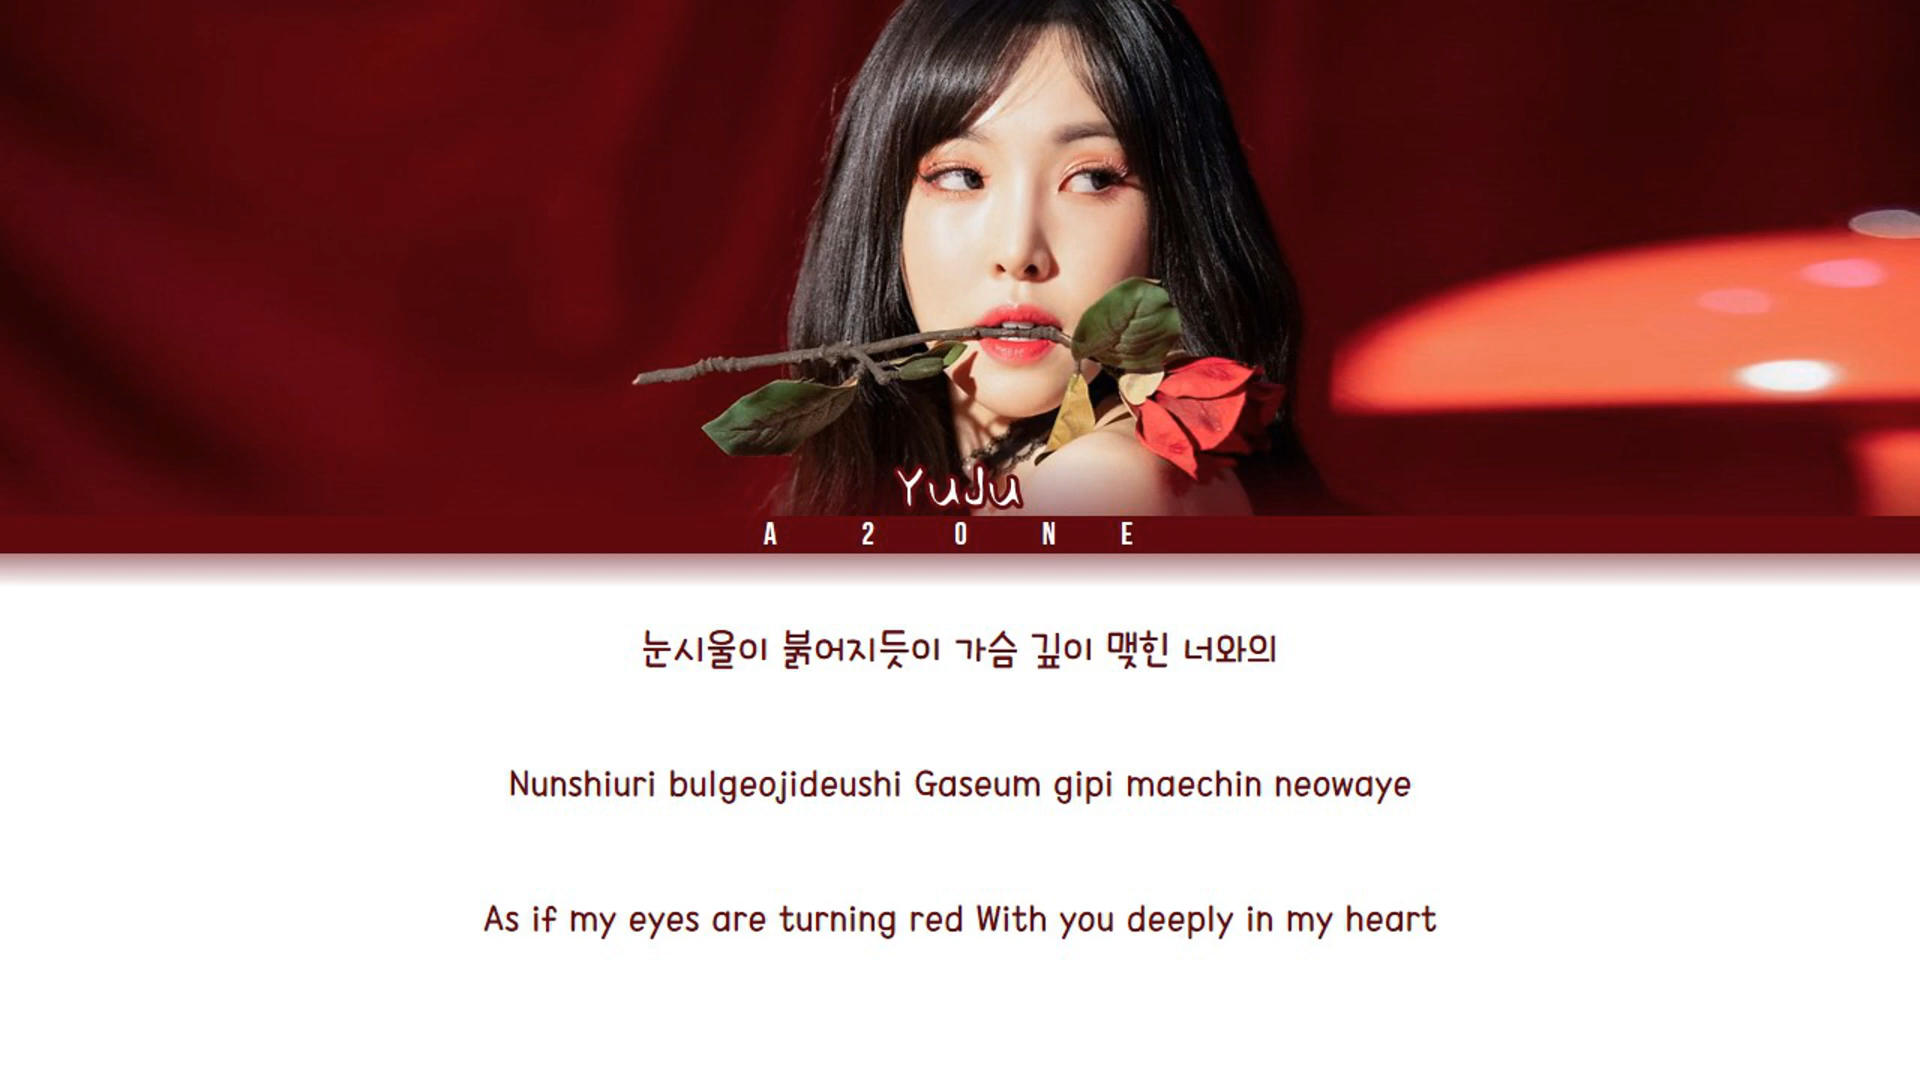 YuJu
A 2 O N E
눈시울이 붉어지듯이 가슴 깊이 맺힌 너와의
Nunshiuri bulgeojideushi Gaseum gipi maechin neowaye
As if my eyes are turning red With you deeply in my heart